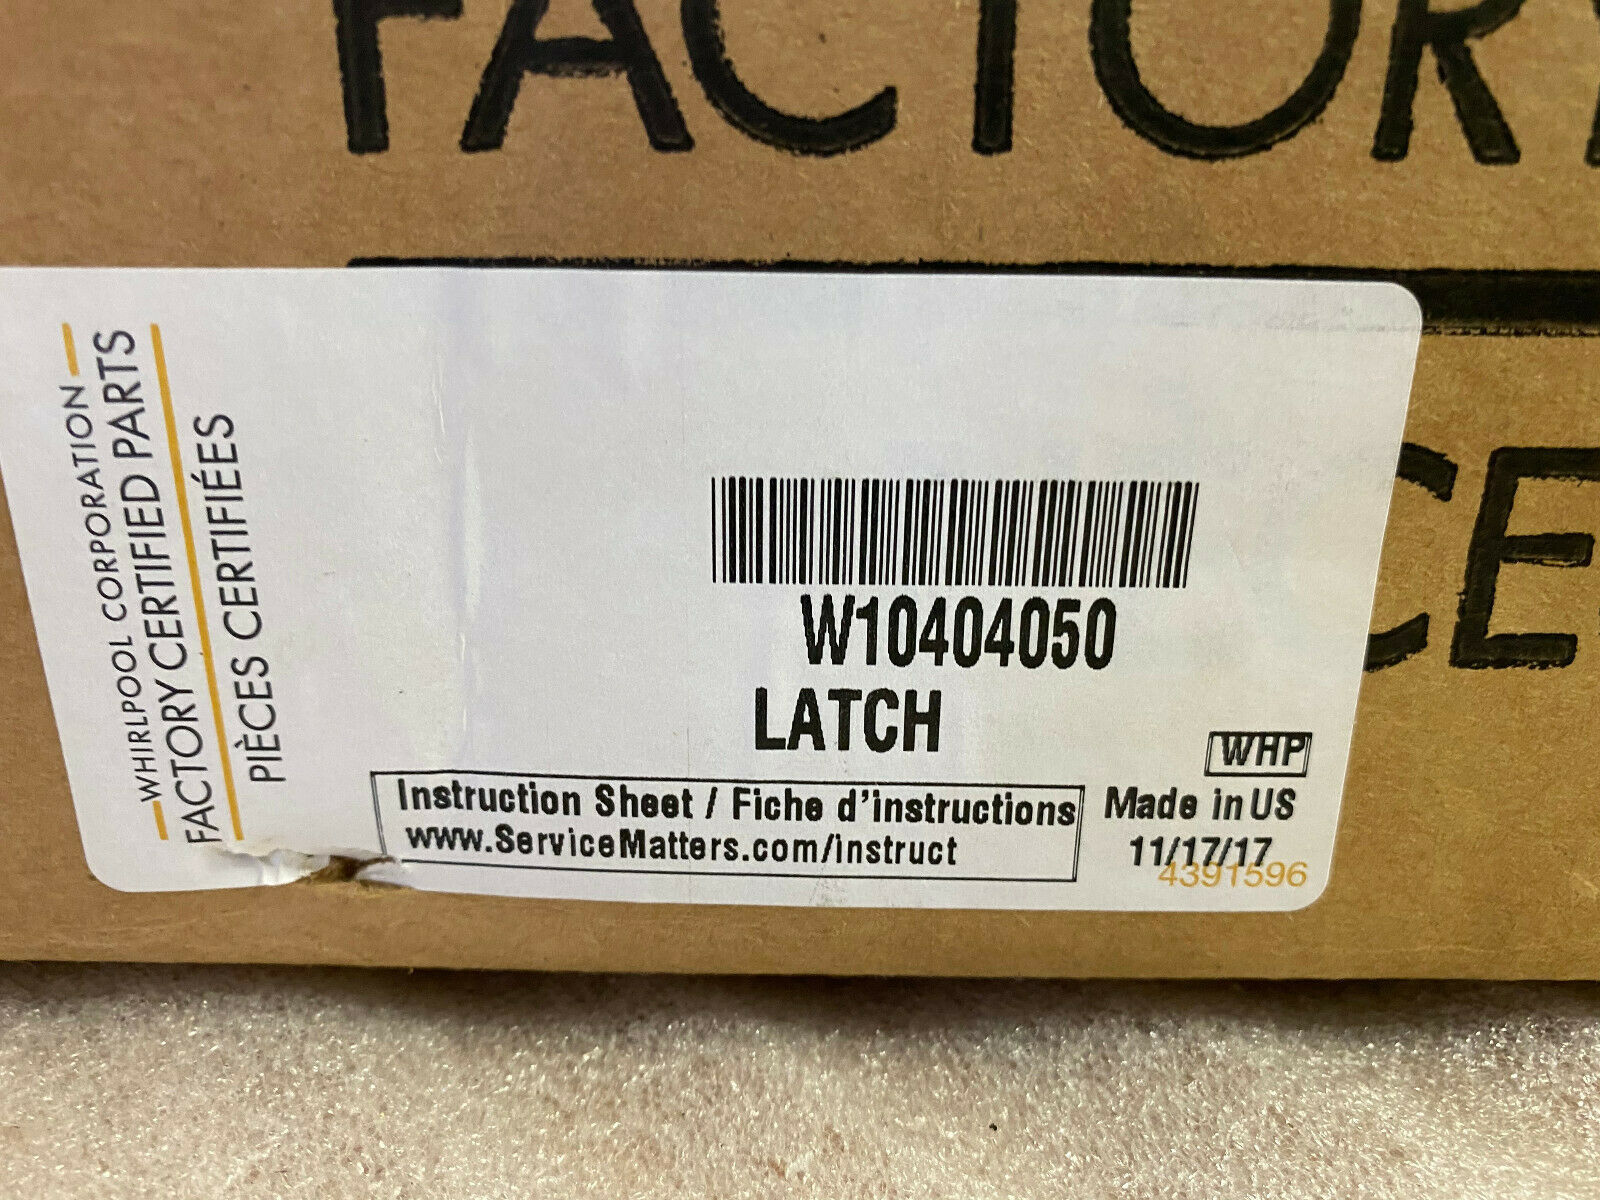 FACTORY
CE
WHIRLPOOL CORPORATION
FACTORY CERTIFIED PARTS
PIÈCES CERTIFIÉES
W10404050
LATCH
WHP
Instruction Sheet / Fiche d'instructions
www.ServiceMatters.com/instruct
Made in US
11/17/17
4391596